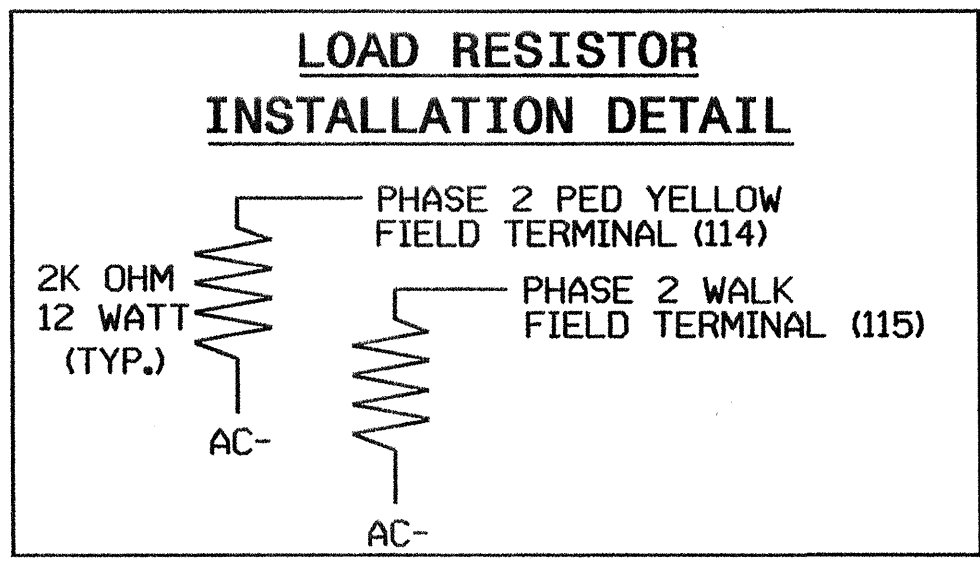 LOAD RESISTOR
INSTALLATION DETAIL
PHASE 2 PED YELLOW
FIELD TERMINAL (114)
2K OHM
12 WATT
(TYP.)
AC-
PHASE 2 WALK
FIELD TERMINAL (115)
AC-